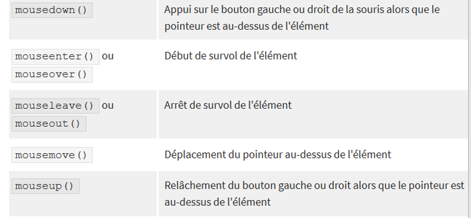 mousedown() Appui sur le bouton gauche ou droit de la souris alors que le
pointeur est au-dessus de l'élément
mouseenter() ou Début de survol de l'élément
mouseover()
mouseleave() ou Arrêt de survol de l'élément
mouseout()
mousemove() Déplacement du pointeur au-dessus de l'élément
mouseup() Relâchement du bouton gauche ou droit alors que le pointeur est
au-dessus de l'élément